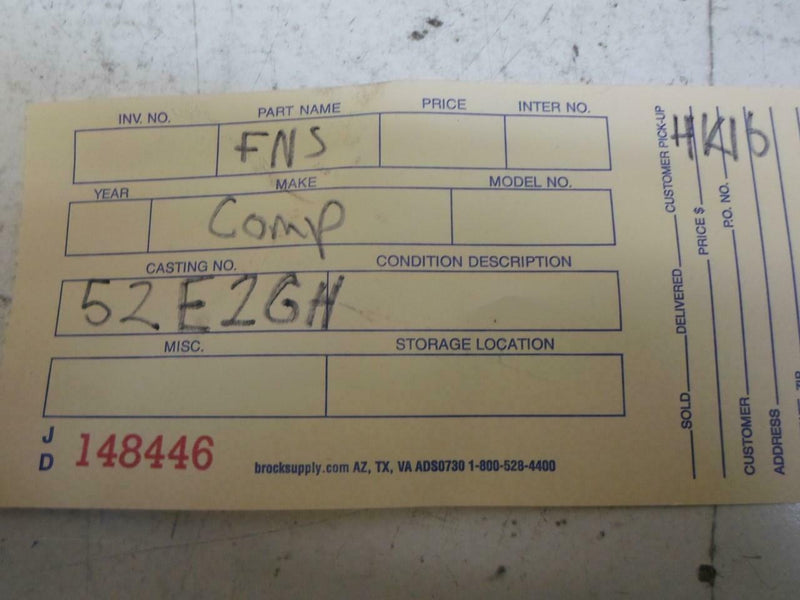 INV. NO. PART NAME PRICE INTER NO.
FNS
YEAR MAKE MODEL NO.
Comp
CASTING NO. CONDITION DESCRIPTION
52E2GH
MISC. STORAGE LOCATION
J
D
148446
brocksupply.com AZ, TX, VA ADS0730 1-800-528-4400
SOLD DELIVERED CUSTOMER PICK-UP
PRICE $
P.O. NO.
CUSTOMER
ADDRESS